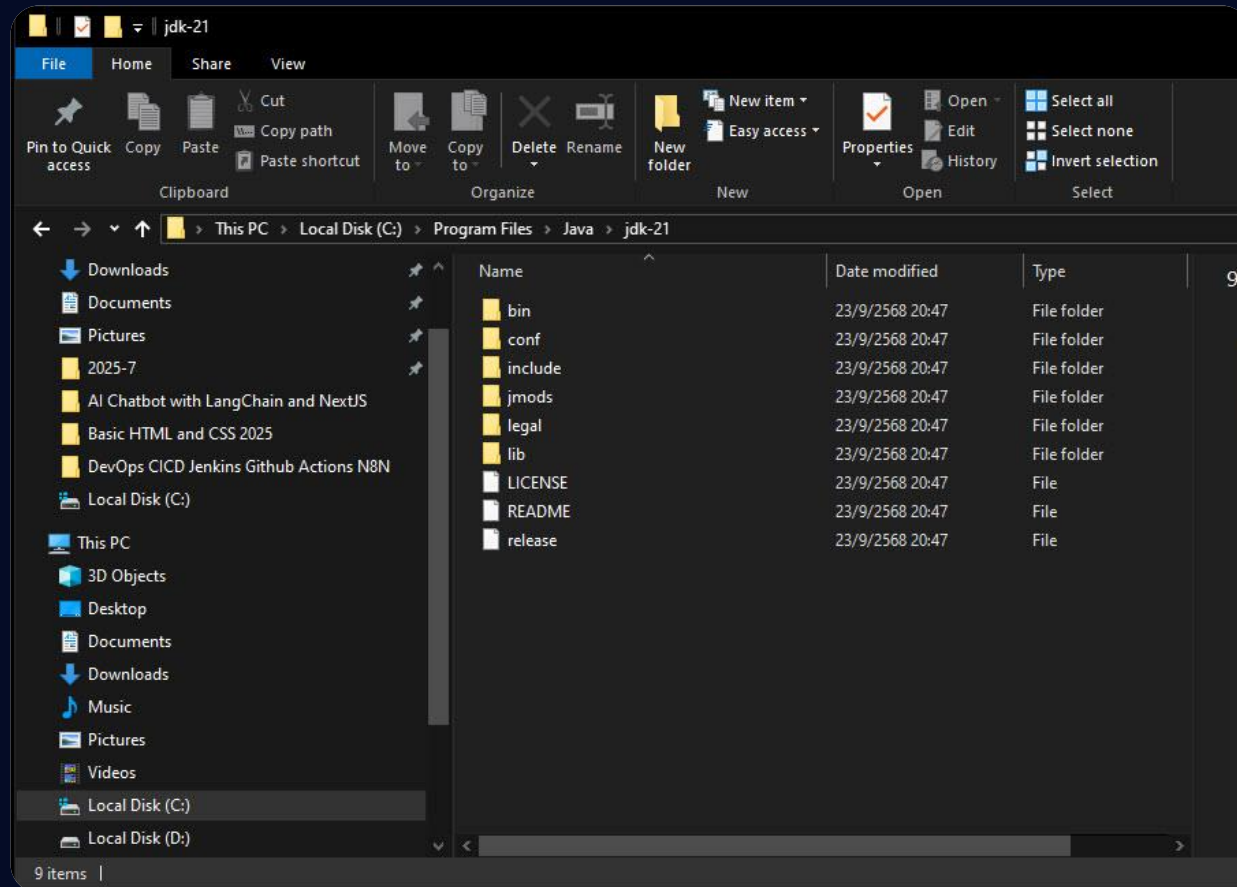 jdk-21
File Home Share View
Pin to Quick access
Copy
Paste
Cut
Copy path
Paste shortcut
Clipboard
Move to
Copy to
Delete
Rename
Organize
New folder
New item
Easy access
New
Properties
Open
Edit
History
Open
Select all
Select none
Invert selection
Select
This PC > Local Disk (C:) > Program Files > Java > jdk-21
Downloads
Documents
Pictures
2025-7
AI Chatbot with LangChain and NextJS
Basic HTML and CSS 2025
DevOps CICD Jenkins Github Actions N8N
Local Disk (C:)
This PC
3D Objects
Desktop
Documents
Downloads
Music
Pictures
Videos
Local Disk (C:)
Local Disk (D:)
Name Date modified Type
bin 23/9/2568 20:47 File folder
conf 23/9/2568 20:47 File folder
include 23/9/2568 20:47 File folder
jmods 23/9/2568 20:47 File folder
legal 23/9/2568 20:47 File folder
lib 23/9/2568 20:47 File folder
LICENSE 23/9/2568 20:47 File
README 23/9/2568 20:47 File
release 23/9/2568 20:47 File
9
9 items